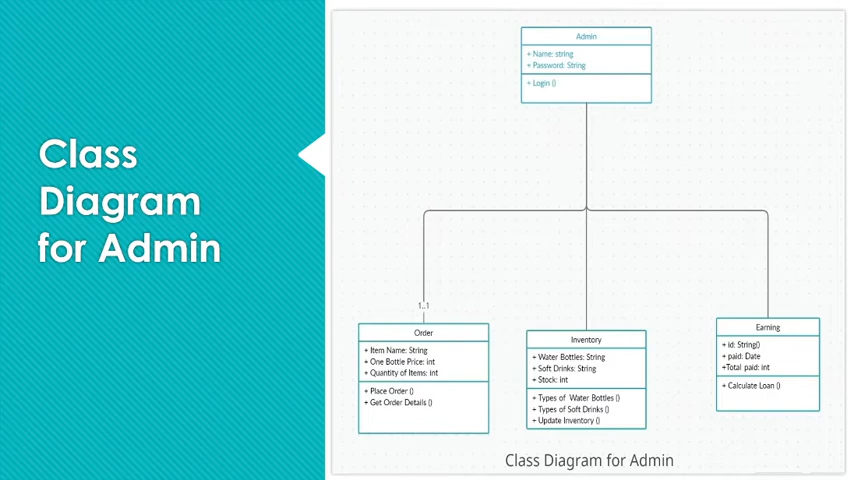 Class
Diagram
for Admin
Admin
+ Name: string
+ Password: String
+ Login ()
1..1
Order
+ Item Name: String
+ One Bottle Price: int
+ Quantity of Items: int
+ Place Order ()
+ Get Order Details ()
Inventory
+ Water Bottles: String
+ Soft Drinks: String
+ Stock: int
+ Types of Water Bottles ()
+ Types of Soft Drinks ()
+ Update Inventory ()
Earning
+ id: String()
+ paid: Date
+Total paid: int
+ Calculate Loan ()
Class Diagram for Admin